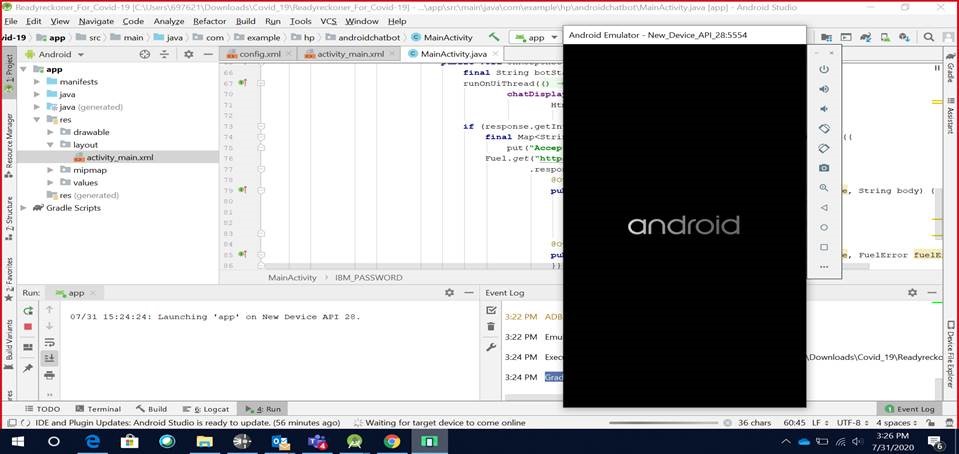 Readyreckoner_For_Covid-19 [C:\Users\697621\Downloads\Covid_19\Readyreckoner_For_Covid-19] - ...\app\src\main\java\com\example\hp\androidchatbot\MainActivity.java [app] - Android Studio
File Edit View Navigate Code Analyze Refactor Build Run Tools VCS Window Help
vid-19 app src main java com example hp androidchatbot MainActivity app
Android Emulator - New_Device_API_28:5554
1: Project
Resource Manager
7: Structure
2: Favorites
Build Variants
Android
app
manifests
java
java (generated)
res
drawable
layout
activity_main.xml
mipmap
values
res (generated)
Gradle Scripts
config.xml activity_main.xml MainActivity.java
66 final String botSta
67 runOnUiThread(()
70 chatDisplay
71
72
73 if (response.getIn
74 final Map<String {{
75 put("Accep
76 Fuel.get("http
77 .respon
78 @O
79 pu e, String body) {
80
81
82
83
84 @O
85 pu e, FuelError fuelE
86 }}
MainActivity IBM_PASSWORD
android
Gradle
Assistant
Device File Explorer
Run: app
07/31 15:24:24: Launching 'app' on New Device API 28.
Event Log
3:22 PM ADB
3:22 PM Emu
3:24 PM Exec \Downloads\Covid_19\Readyrecko
3:24 PM Grad
TODO Terminal Build 6: Logcat 4: Run 1 Event Log
IDE and Plugin Updates: Android Studio is ready to update. (56 minutes ago) Waiting for target device to come online 36 chars 60:45 LF UTF-8 4 spaces
3:26 PM
7/31/2020
6